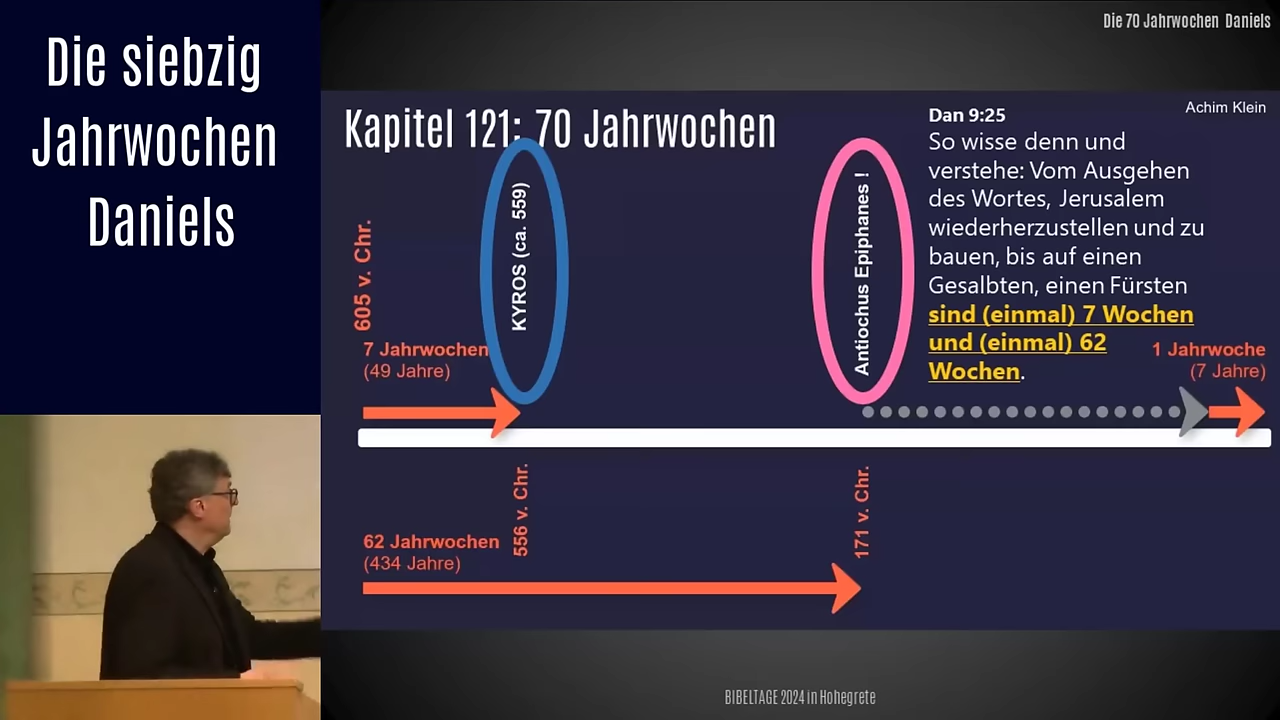 Die siebzig
Jahrwochen
Daniels
Die 70 Jahrwochen Daniels
Kapitel 121: 70 Jahrwochen
Achim Klein
Dan 9:25
So wisse denn und
verstehe: Vom Ausgehen
des Wortes, Jerusalem
wiederherzustellen und zu
bauen, bis auf einen
Gesalbten, einen Fürsten
sind (einmal) 7 Wochen
und (einmal) 62
Wochen.
605 v. Chr.
KYROS (ca. 559)
Antiochus Epiphanes !
7 Jahrwochen
(49 Jahre)
1 Jahrwoche
(7 Jahre)
556 v. Chr.
171 v. Chr.
62 Jahrwochen
(434 Jahre)
BIBELTAGE 2024 in Hohegrete